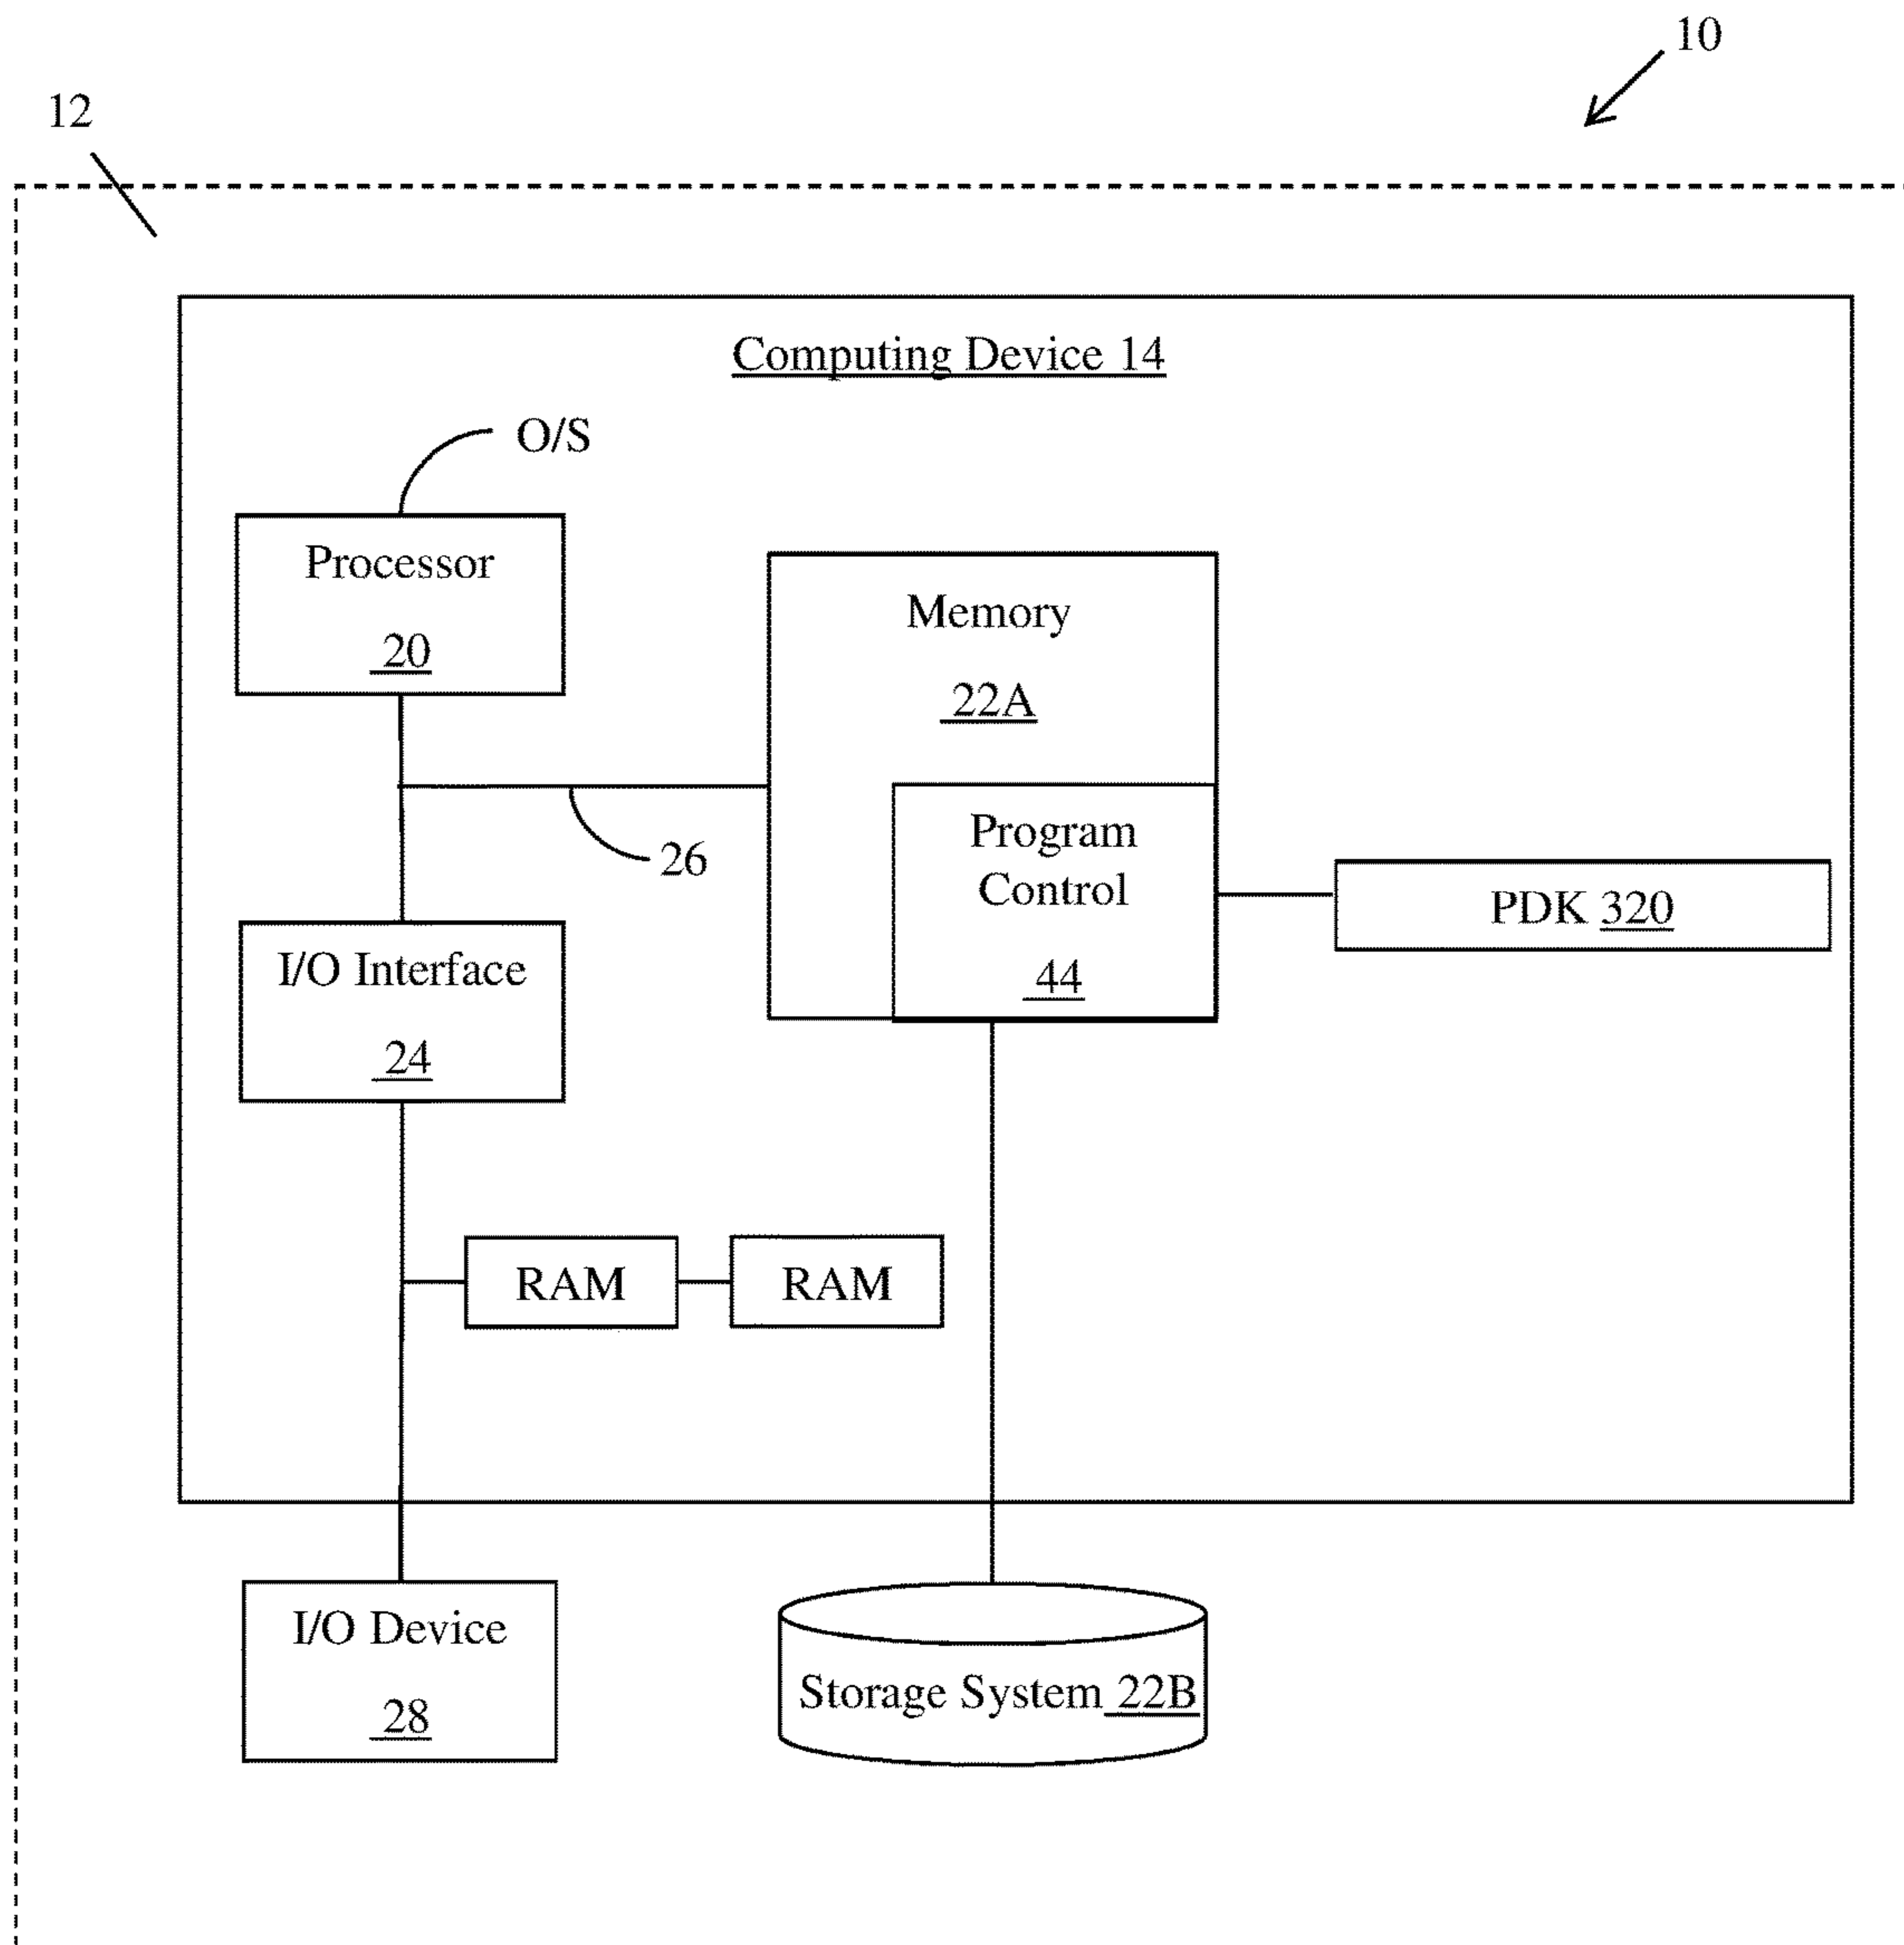 10
12
Computing Device 14
O/S
Processor
20
Memory
22A
Program
Control
44
26
PDK 320
I/O Interface
24
RAM
RAM
I/O Device
28
Storage System 22B